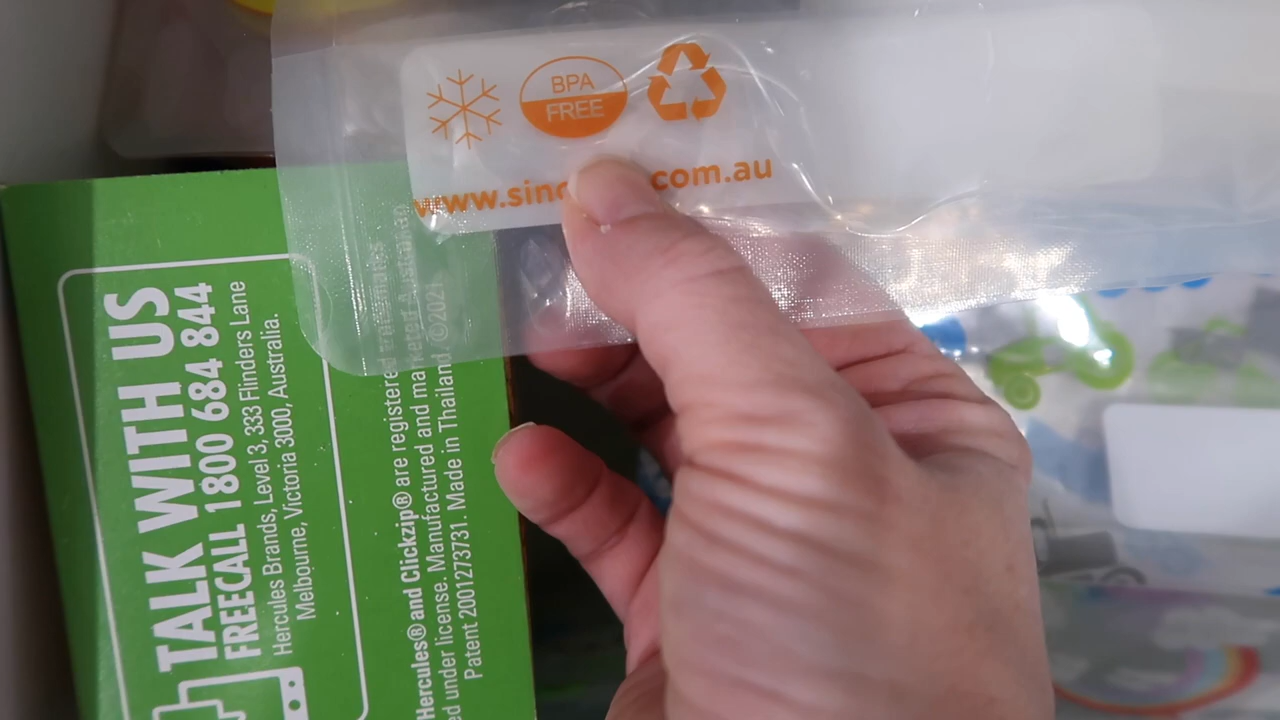 BPA
FREE
www.sinc
.com.au
TALK WITH US
FREECALL 1800 684 844
Hercules Brands, Level 3, 333 Flinders Lane
Melbourne, Victoria 3000, Australia.
Hercules® and Clickzip® are registered
under license. Manufactured and
Patent 2001273731. Made in Thailand. ©2021